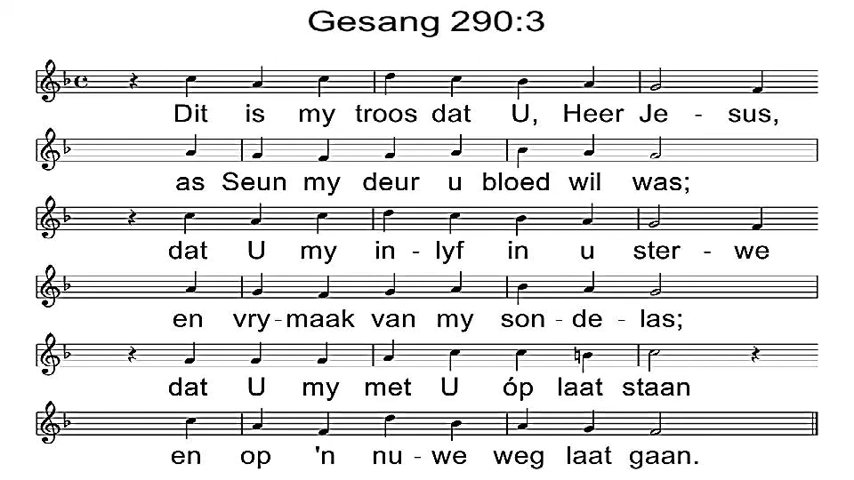 Gesang 290:3
Dit is my troos dat U, Heer Je - sus,
as Seun my deur u bloed wil was;
dat U my in - lyf in u ster - we
en vry - maak van my son - de - las;
dat U my met U óp laat staan
en op 'n nu - we weg laat gaan.